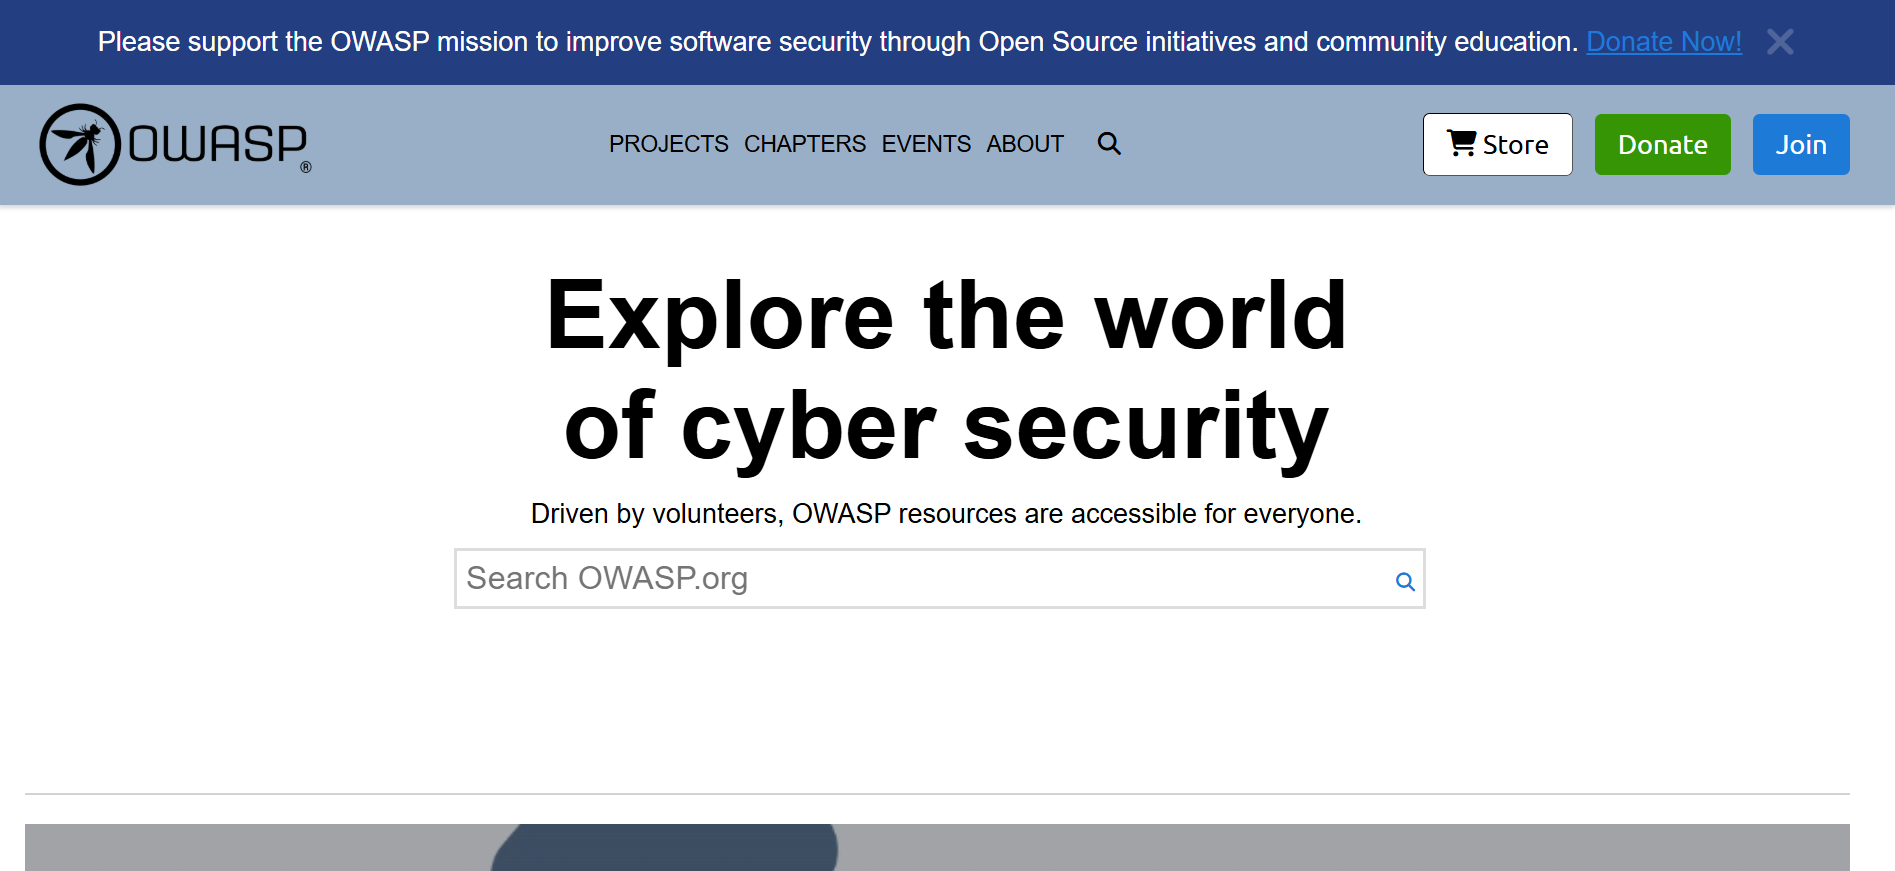 Please support the OWASP mission to improve software security through Open Source initiatives and community education. Donate Now!
OWASP®
PROJECTS CHAPTERS EVENTS ABOUT
Store
Donate
Join
Explore the world
of cyber security
Driven by volunteers, OWASP resources are accessible for everyone.
Search OWASP.org